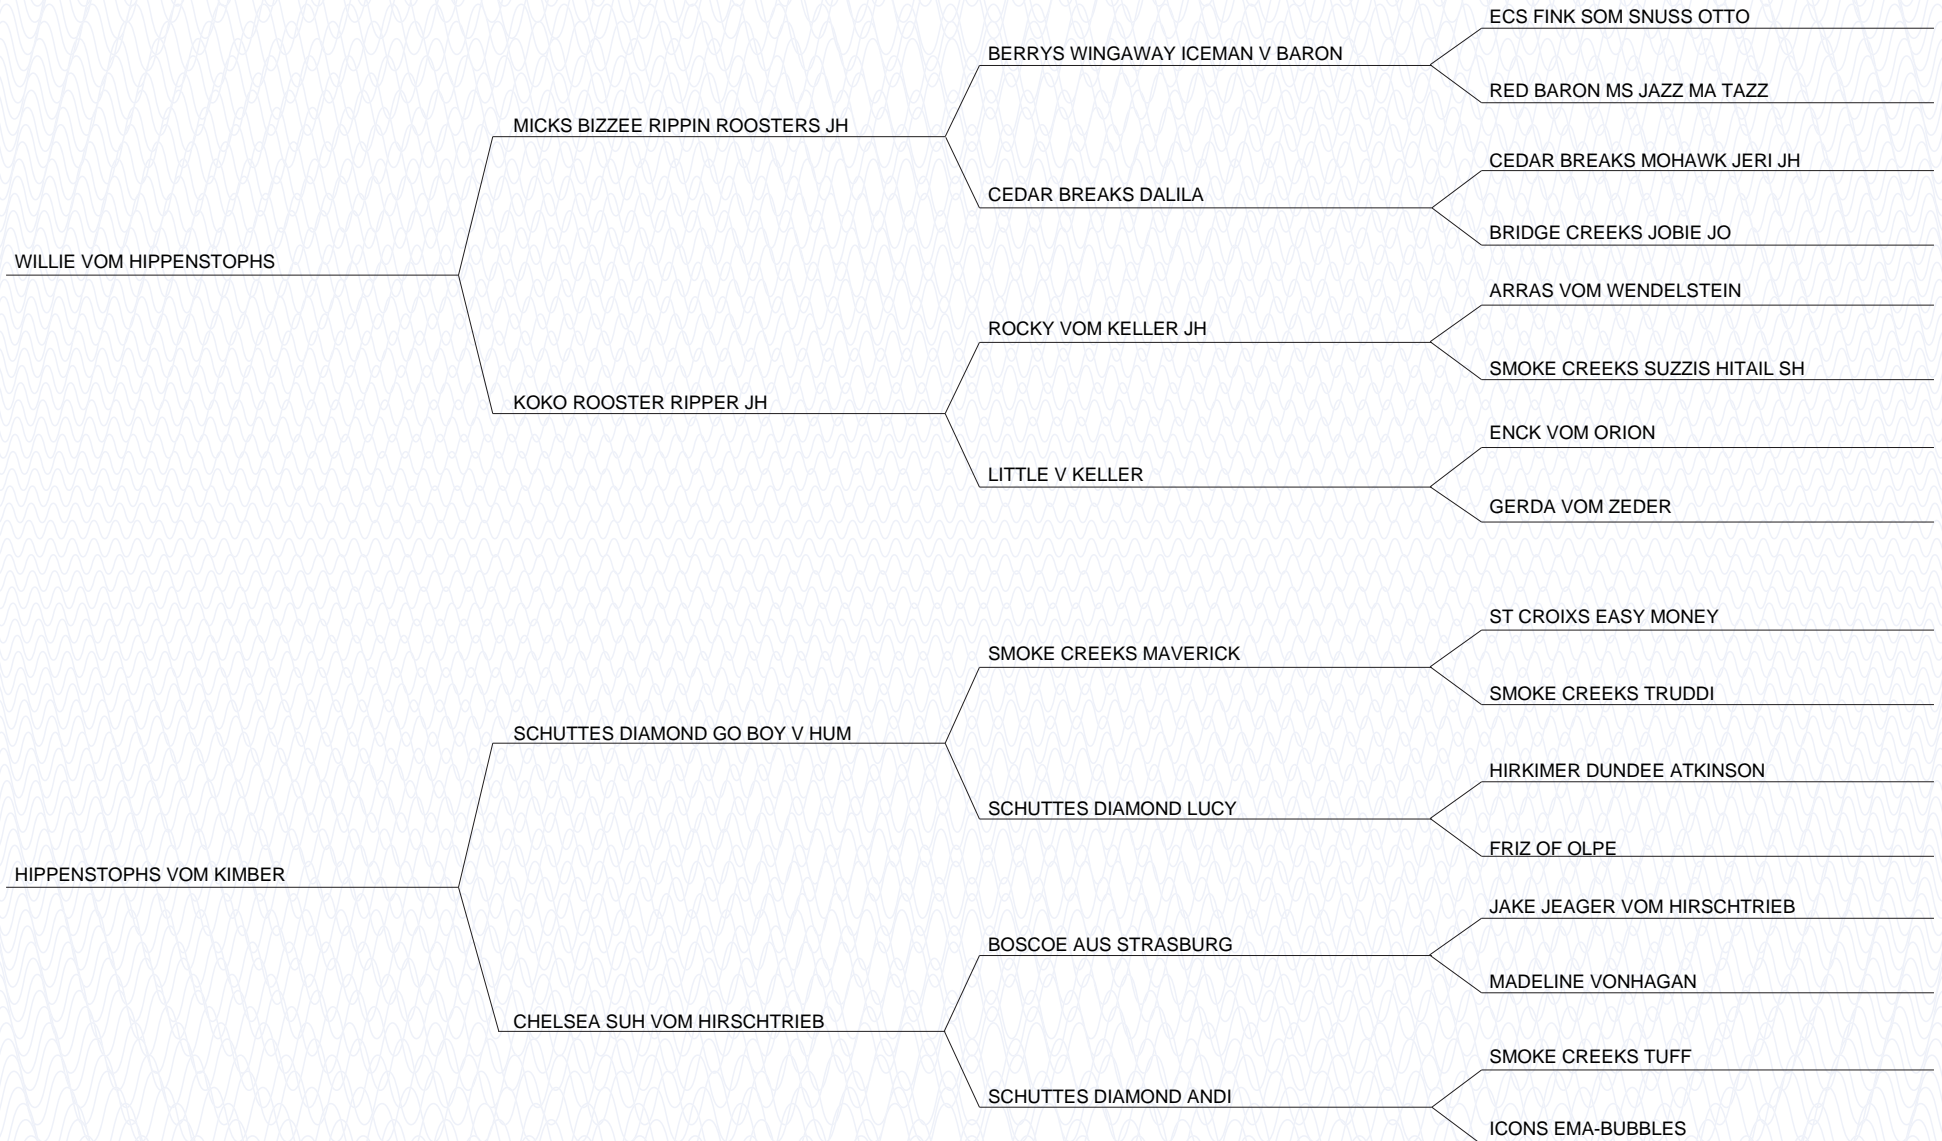 ECS FINK SOM SNUSS OTTO
BERRYS WINGAWAY ICEMAN V BARON
RED BARON MS JAZZ MA TAZZ
MICKS BIZZEE RIPPIN ROOSTERS JH
CEDAR BREAKS MOHAWK JERI JH
CEDAR BREAKS DALILA
BRIDGE CREEKS JOBIE JO
WILLIE VOM HIPPENSTOPHS
ARRAS VOM WENDELSTEIN
ROCKY VOM KELLER JH
SMOKE CREEKS SUZZIS HITAIL SH
KOKO ROOSTER RIPPER JH
ENCK VOM ORION
LITTLE V KELLER
GERDA VOM ZEDER
ST CROIXS EASY MONEY
SMOKE CREEKS MAVERICK
SMOKE CREEKS TRUDDI
SCHUTTES DIAMOND GO BOY V HUM
HIRKIMER DUNDEE ATKINSON
SCHUTTES DIAMOND LUCY
FRIZ OF OLPE
HIPPENSTOPHS VOM KIMBER
JAKE JEAGER VOM HIRSCHTRIEB
BOSCOE AUS STRASBURG
MADELINE VONHAGAN
CHELSEA SUH VOM HIRSCHTRIEB
SMOKE CREEKS TUFF
SCHUTTES DIAMOND ANDI
ICONS EMA-BUBBLES